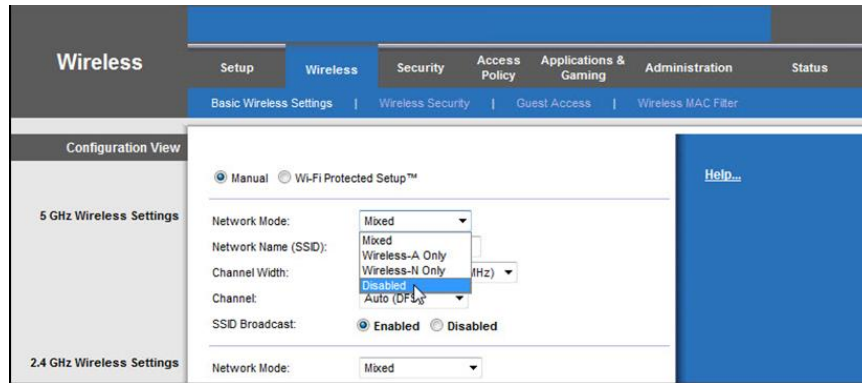 Wireless
Setup Wireless Security Access Policy Applications & Gaming Administration Status
Basic Wireless Settings | Wireless Security | Guest Access | Wireless MAC Filter
Configuration View
Manual Wi-Fi Protected Setup™
Help...
5 GHz Wireless Settings
Network Mode: Mixed
Mixed
Network Name (SSID):
Wireless-A Only
Channel Width: Wireless-N Only MHz)
Disabled
Channel: Auto (DFS
SSID Broadcast: Enabled Disabled
2.4 GHz Wireless Settings
Network Mode: Mixed